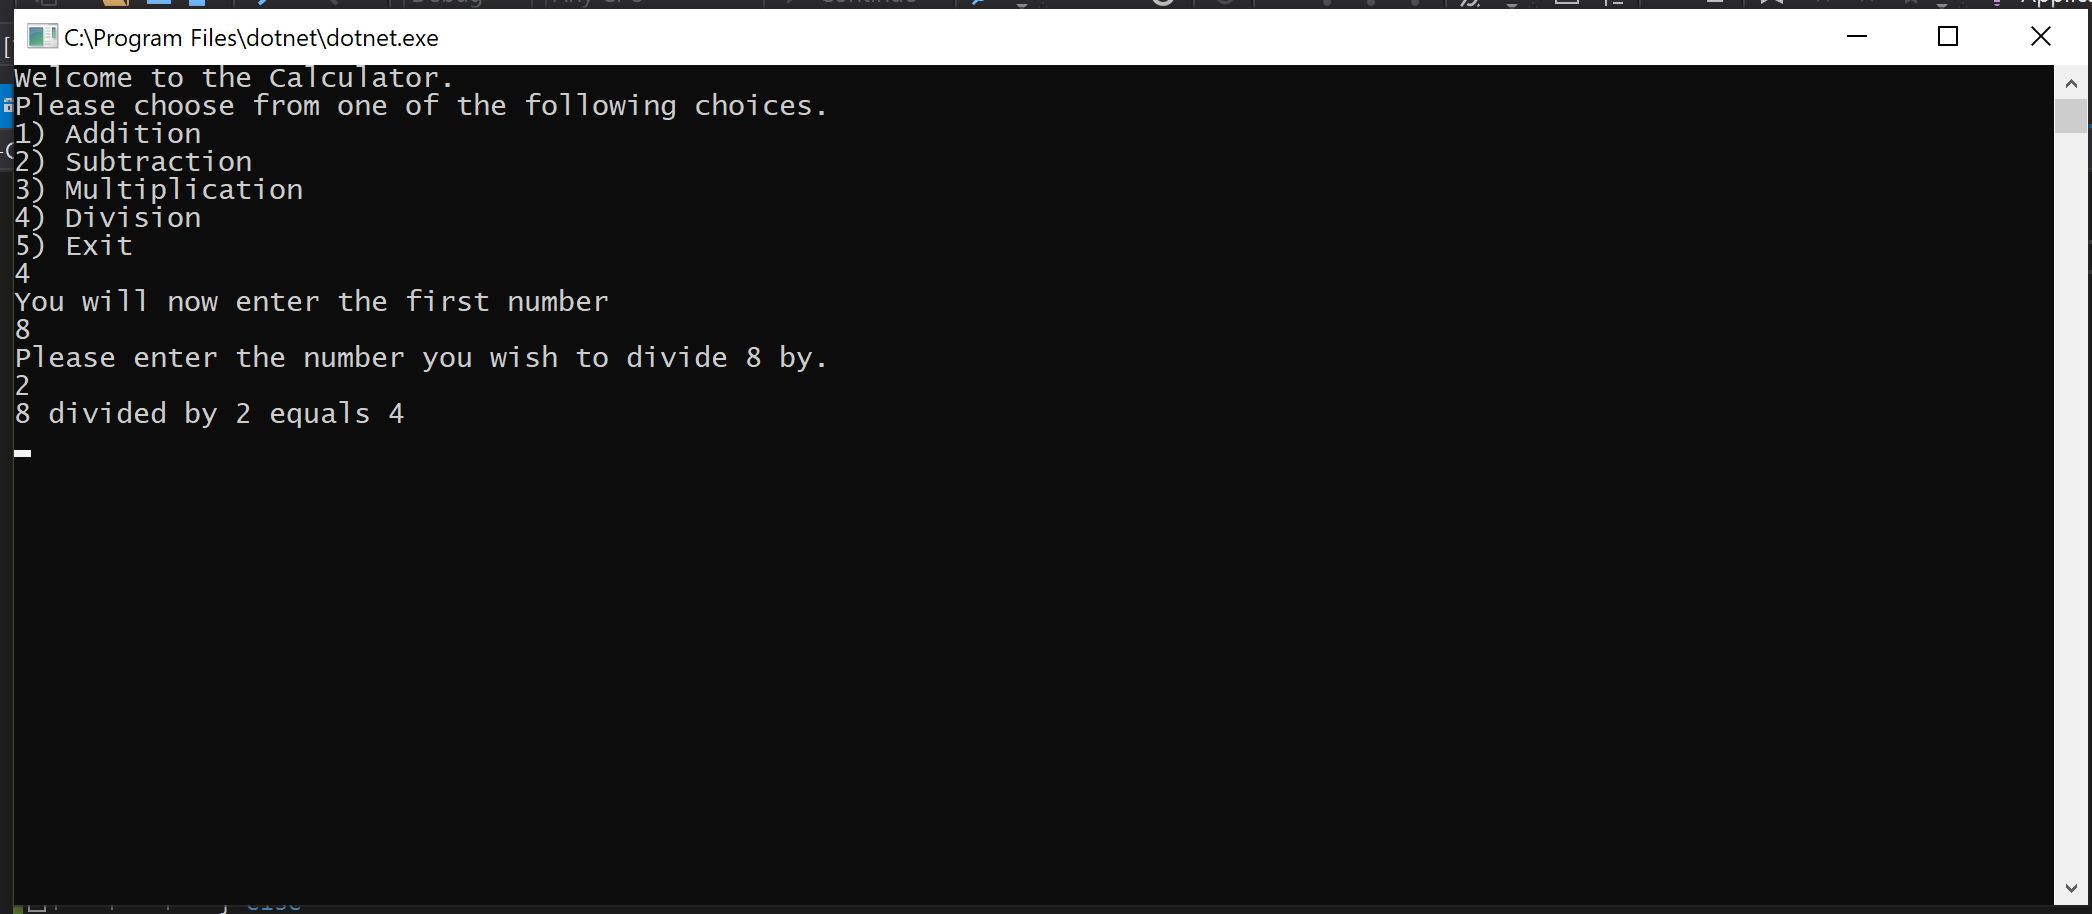 C:\Program Files\dotnet\dotnet.exe
Welcome to the Calculator.
Please choose from one of the following choices.
1) Addition
2) Subtraction
3) Multiplication
4) Division
5) Exit
4
You will now enter the first number
8
Please enter the number you wish to divide 8 by.
2
8 divided by 2 equals 4
} else